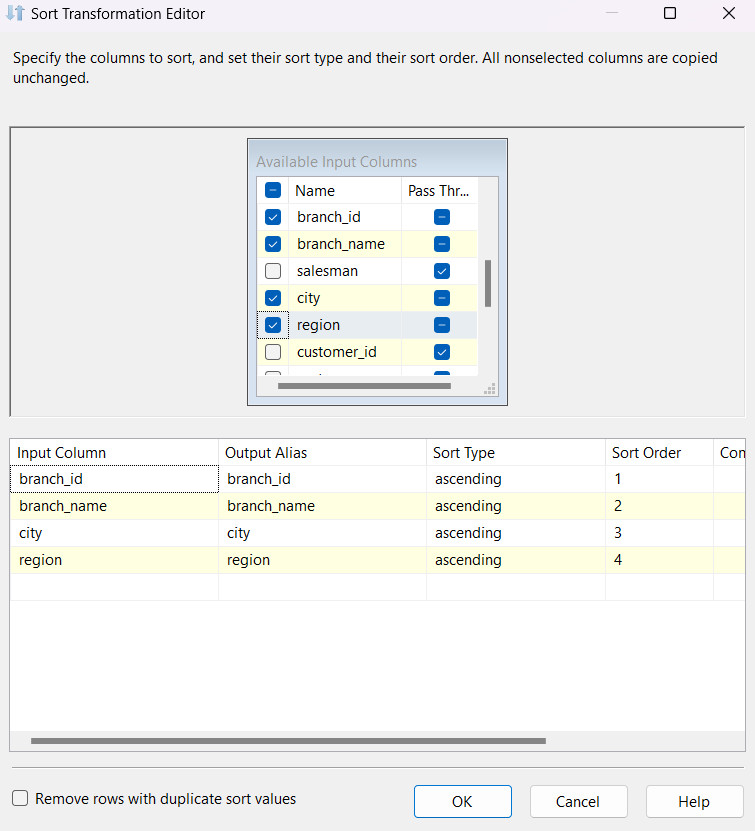 Sort Transformation Editor
Specify the columns to sort, and set their sort type and their sort order. All nonselected columns are copied
unchanged.
Available Input Columns
Name Pass Thr...
branch_id
branch_name
salesman
city
region
customer_id
Input Column Output Alias Sort Type Sort Order Con
branch_id branch_id ascending 1
branch_name branch_name ascending 2
city city ascending 3
region region ascending 4
Remove rows with duplicate sort values
OK Cancel Help